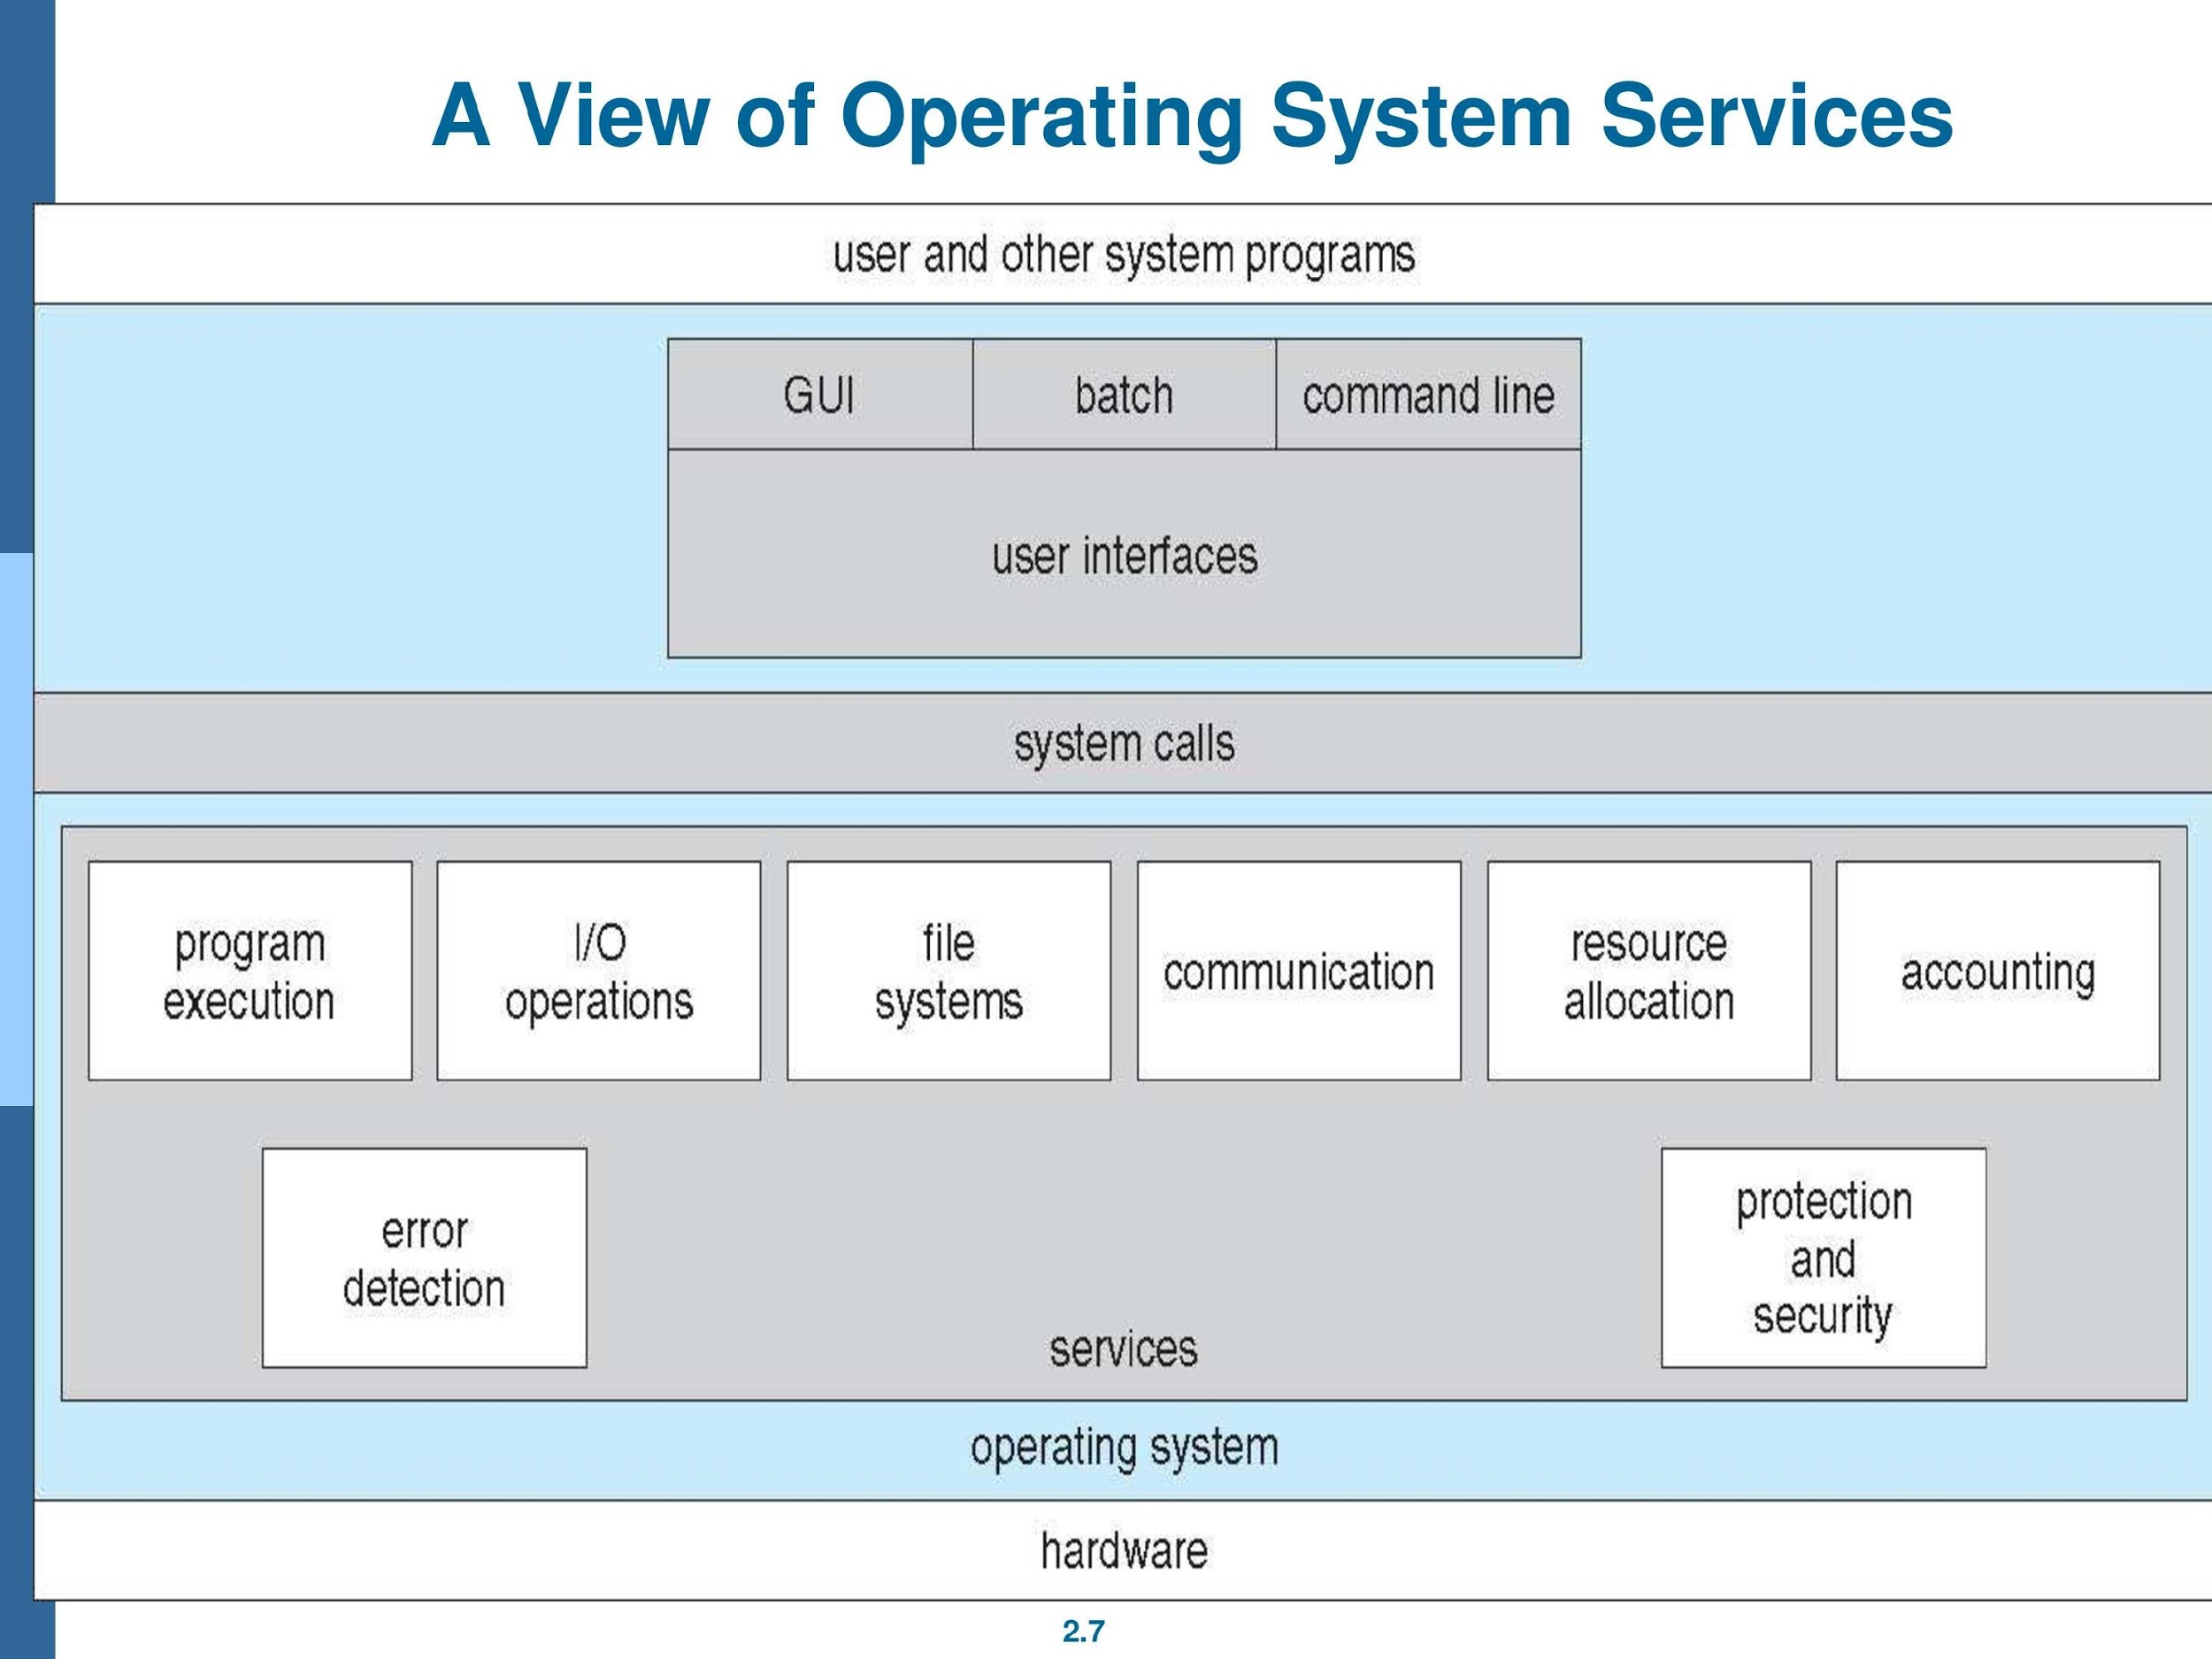 A View of Operating System Services
user and other system programs
GUI
batch
command line
user interfaces
system calls
program
execution
I/O
operations
file
systems
communication
resource
allocation
accounting
error
detection
protection
and
security
services
operating system
hardware
2.7